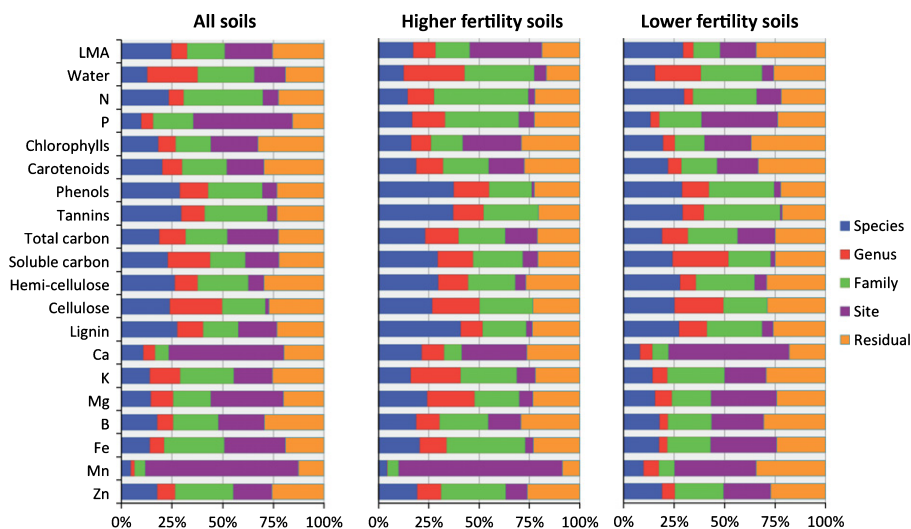 All soils
Higher fertility soils
Lower fertility soils
LMA
Water
N
P
Chlorophylls
Carotenoids
Phenols
Tannins
Total carbon
Soluble carbon
Hemi-cellulose
Cellulose
Lignin
Ca
K
Mg
B
Fe
Mn
Zn
0% 25% 50% 75% 100%
0% 25% 50% 75% 100%
0% 25% 50% 75% 100%
Species
Genus
Family
Site
Residual